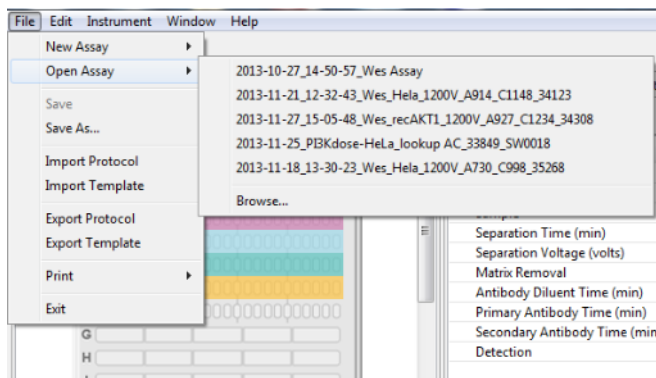 File Edit Instrument Window Help
New Assay
Open Assay
Save
Save As...
Import Protocol
Import Template
Export Protocol
Export Template
Print
Exit
2013-10-27_14-50-57_Wes Assay
2013-11-21_12-32-43_Wes_Hela_1200V_A914_C1148_34123
2013-11-27_15-05-48_Wes_recAKT1_1200V_A927_C1234_34308
2013-11-25_PI3Kdose-HeLa_lookup AC_33849_SW0018
2013-11-18_13-30-23_Wes_Hela_1200V_A730_C998_35268
Browse...
Separation Time (min)
Separation Voltage (volts)
Matrix Removal
Antibody Diluent Time (min)
Primary Antibody Time (min)
Secondary Antibody Time (min
Detection
G
H